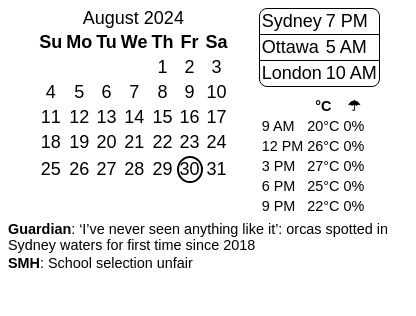 August 2024
Su Mo Tu We Th Fr Sa
1 2 3
4 5 6 7 8 9 10
11 12 13 14 15 16 17
18 19 20 21 22 23 24
25 26 27 28 29 30 31
Sydney 7 PM
Ottawa 5 AM
London 10 AM
°C ☂
9 AM 20°C 0%
12 PM 26°C 0%
3 PM 27°C 0%
6 PM 25°C 0%
9 PM 22°C 0%
Guardian: ‘I’ve never seen anything like it’: orcas spotted in
Sydney waters for first time since 2018
SMH: School selection unfair